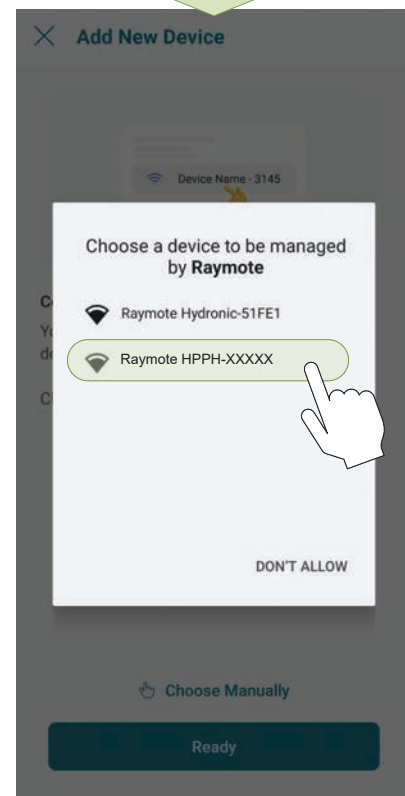 Add New Device
Device Name - 3145
Choose a device to be managed
by Raymote
Raymote Hydronic-51FE1
Raymote HPPH-XXXXX
DON'T ALLOW
Choose Manually
Ready